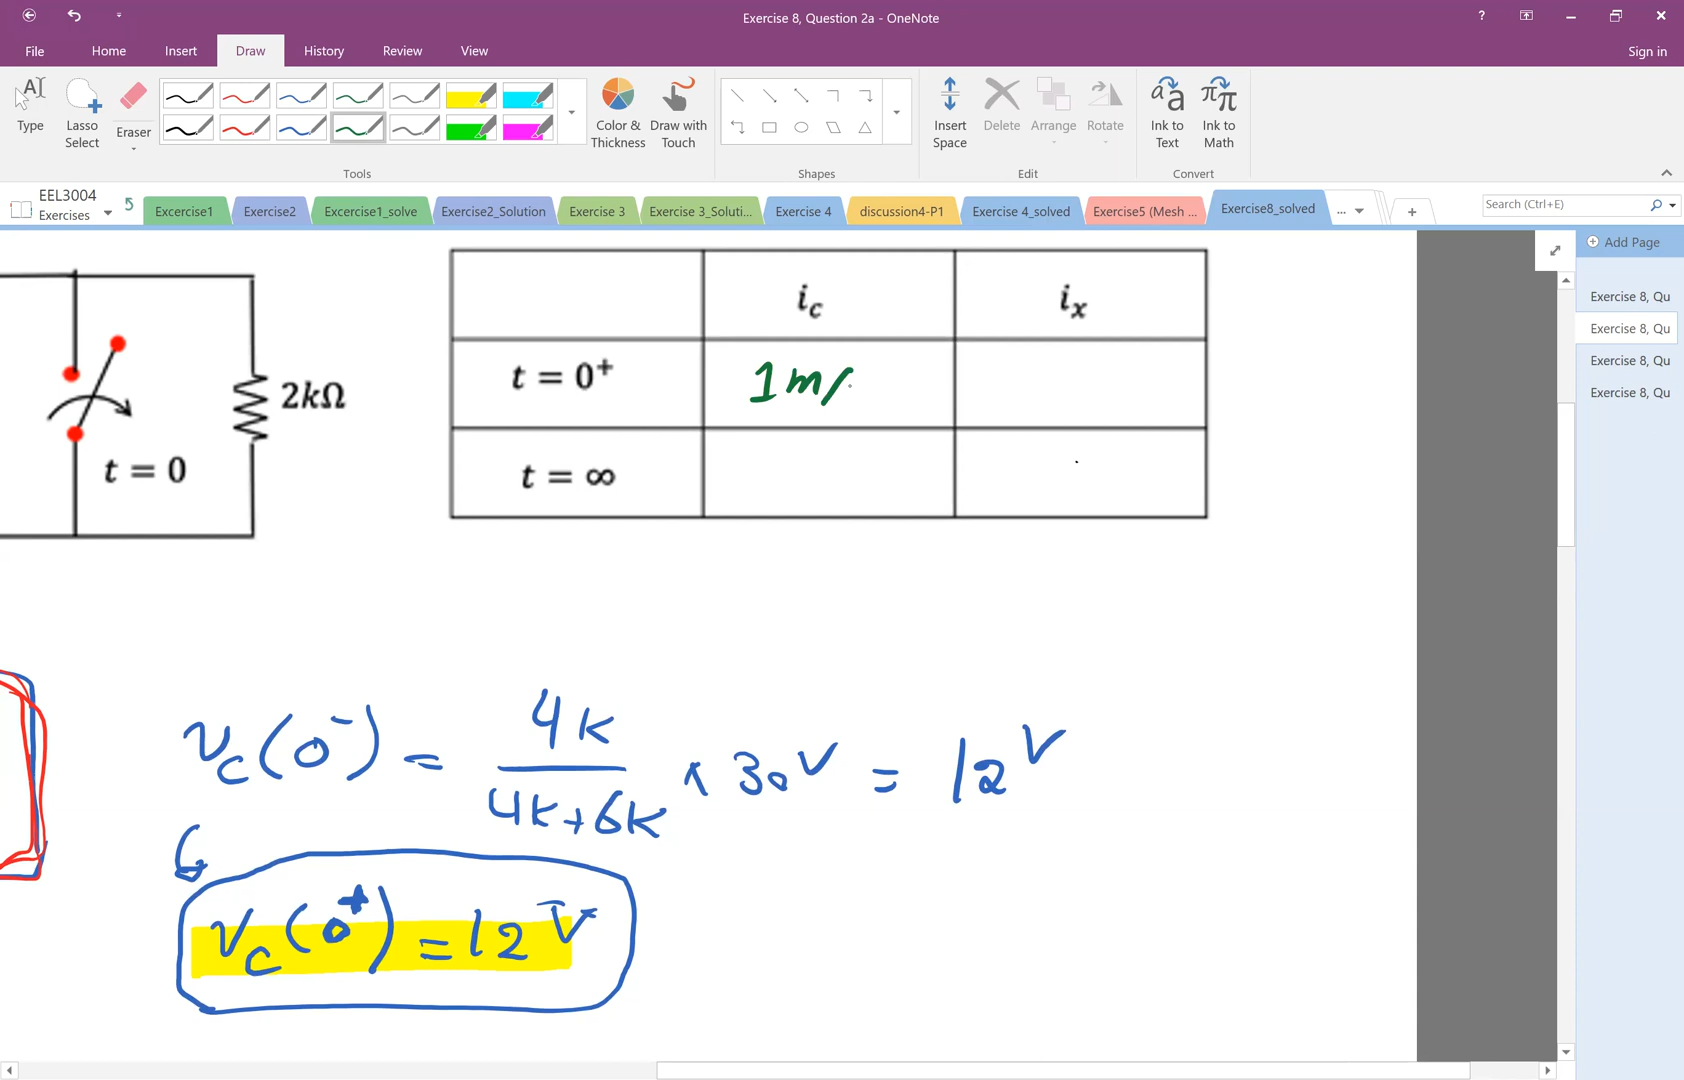 Exercise 8, Question 2a - OneNote
?
File
Home
Insert
Draw
History
Review
View
Sign in
Type
Lasso Select
Eraser
Color & Thickness
Draw with Touch
Insert Space
Delete
Arrange
Rotate
Ink to Text
Ink to Math
Tools
Shapes
Edit
Convert
EEL3004
Exercises
Excercise1
Exercise2
Excercise1_solve
Exercise2_Solution
Exercise 3
Exercise 3_Soluti...
Exercise 4
discussion4-P1
Exercise 4_solved
Exercise5 (Mesh ...
Exercise8_solved
...
+
Search (Ctrl+E)
Add Page
Exercise 8, Qu
Exercise 8, Qu
Exercise 8, Qu
Exercise 8, Qu
2kΩ
t = 0
i_c
i_x
t = 0⁺
1m/
t = ∞
v_c(0⁻) = 4k / (4k+6k) × 30V = 12V
v_c(0⁺) = 12V